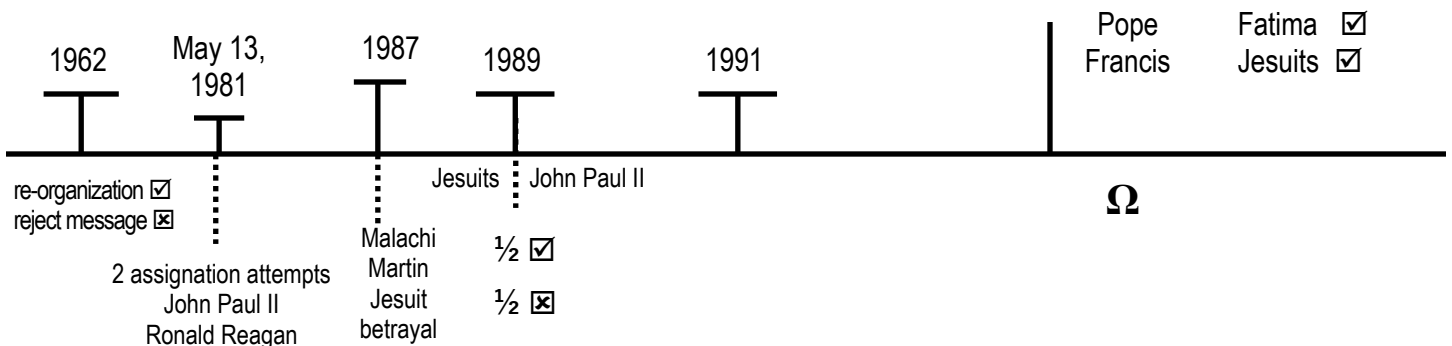 1962
May 13,
1981
1987
1989
1991
Pope Francis
Fatima ☑
Jesuits ☑
re-organization ☑
reject message ☒
2 assignation attempts
John Paul II
Ronald Reagan
Malachi
Martin
Jesuit
betrayal
Jesuits
John Paul II
½ ☑
½ ☒
Ω